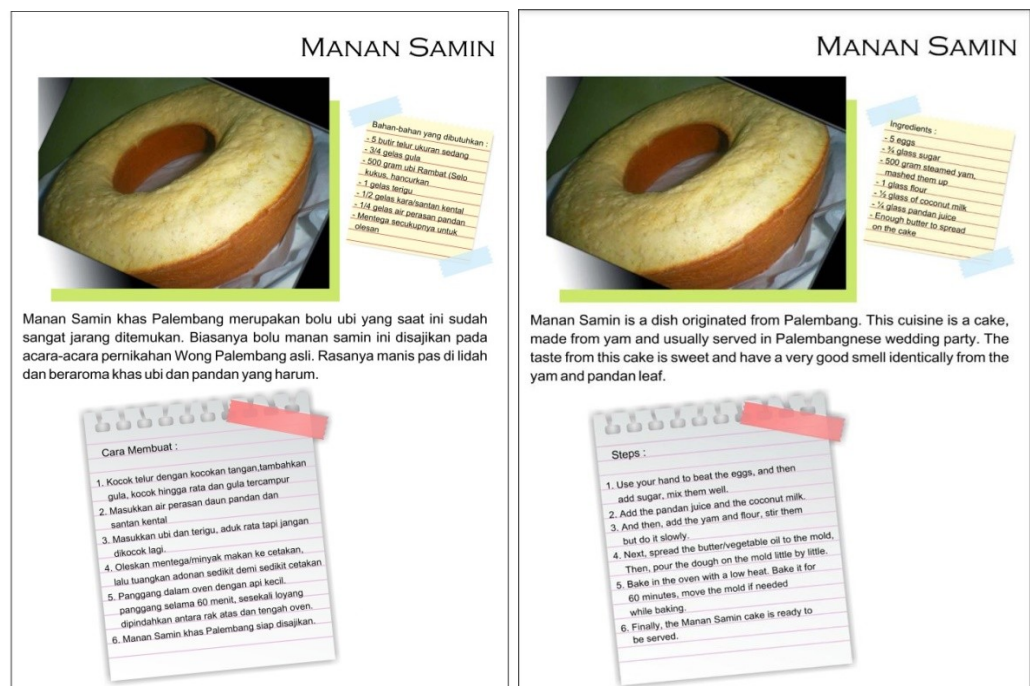 MANAN SAMIN
Bahan-bahan yang dibutuhkan :
- 5 butir telur ukuran sedang
- 3/4 gelas gula
- 500 gram ubi Rambat (Selo
kukus, hancurkan
- 1 gelas terigu
- 1/2 gelas kara/santan kental
- 1/4 gelas air perasan pandan
- Mentega secukupnya untuk
olesan
Manan Samin khas Palembang merupakan bolu ubi yang saat ini sudah
sangat jarang ditemukan. Biasanya bolu manan samin ini disajikan pada
acara-acara pernikahan Wong Palembang asli. Rasanya manis pas di lidah
dan beraroma khas ubi dan pandan yang harum.
Cara Membuat :
1. Kocok telur dengan kocokan tangan,tambahkan
gula, kocok hingga rata dan gula tercampur
2. Masukkan air perasan daun pandan dan
santan kental
3. Masukkan ubi dan terigu, aduk rata tapi jangan
dikocok lagi.
4. Oleskan mentega/minyak makan ke cetakan,
lalu tuangkan adonan sedikit demi sedikit cetakan
5. Panggang dalam oven dengan api kecil.
panggang selama 60 menit, sesekali loyang
dipindahkan antara rak atas dan tengah oven.
6. Manan Samin khas Palembang siap disajikan.
MANAN SAMIN
Ingredients :
- 5 eggs
- ¾ glass sugar
- 500 gram steamed yam,
mashed them up
- 1 glass flour
- ½ glass of coconut milk
- ¼ glass pandan juice
- Enough butter to spread
on the cake
Manan Samin is a dish originated from Palembang. This cuisine is a cake,
made from yam and usually served in Palembangnese wedding party. The
taste from this cake is sweet and have a very good smell identically from the
yam and pandan leaf.
Steps :
1. Use your hand to beat the eggs, and then
add sugar, mix them well.
2. Add the pandan juice and the coconut milk.
3. And then, add the yam and flour, stir them
but do it slowly.
4. Next, spread the butter/vegetable oil to the mold,
Then, pour the dough on the mold little by little.
5. Bake in the oven with a low heat. Bake it for
60 minutes, move the mold if needed
while baking.
6. Finally, the Manan Samin cake is ready to
be served.